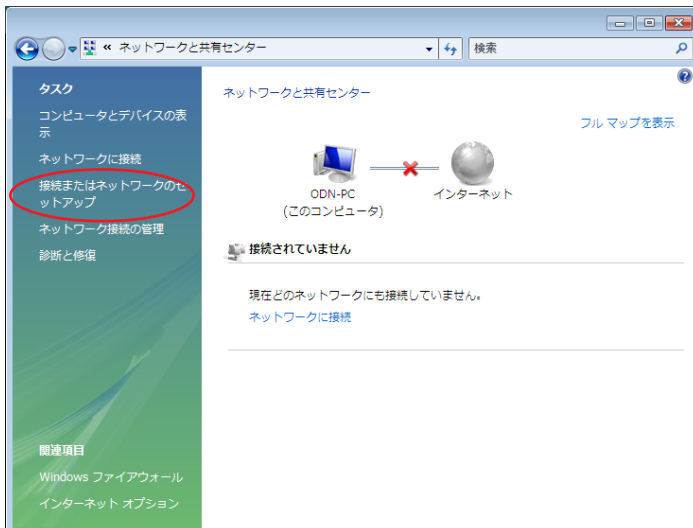 « ネットワークと共有センター
検索
タスク
コンピュータとデバイスの表
示
ネットワークに接続
接続またはネットワークのセ
ットアップ
ネットワーク接続の管理
診断と修復
関連項目
Windows ファイアウォール
インターネット オプション
ネットワークと共有センター
フル マップを表示
ODN-PC
(このコンピュータ)
インターネット
接続されていません
現在どのネットワークにも接続していません。
ネットワークに接続